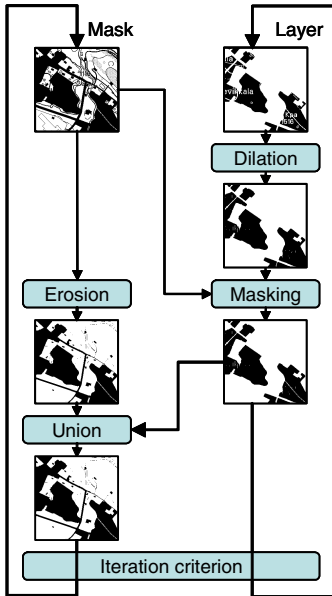 Mask
Layer
Dilation
Erosion
Masking
Union
Iteration criterion